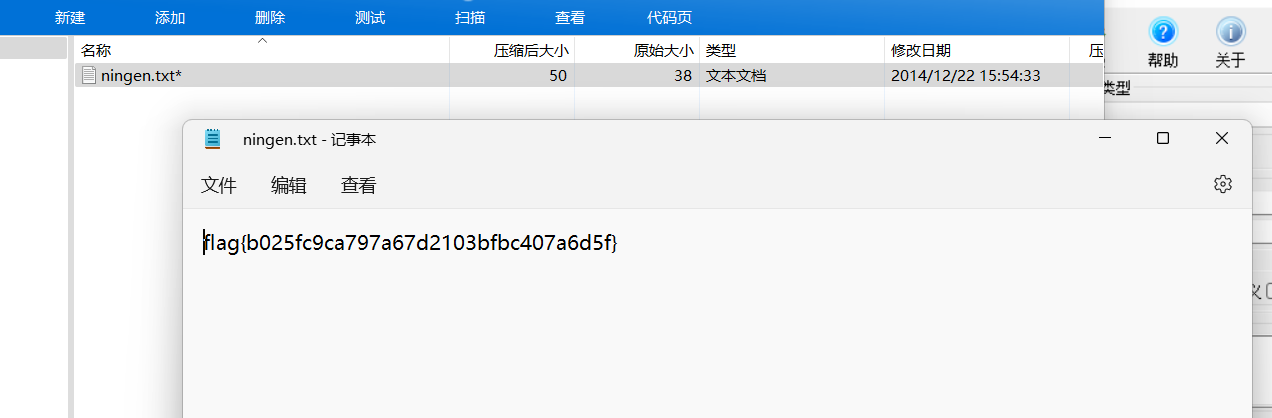 新建 添加 删除 测试 扫描 查看 代码页
帮助 关于
名称 压缩后大小 原始大小 类型 修改日期 压
类型
ningen.txt* 50 38 文本文档 2014/12/22 15:54:33
ningen.txt - 记事本
文件 编辑 查看
flag{b025fc9ca797a67d2103bfbc407a6d5f}
义